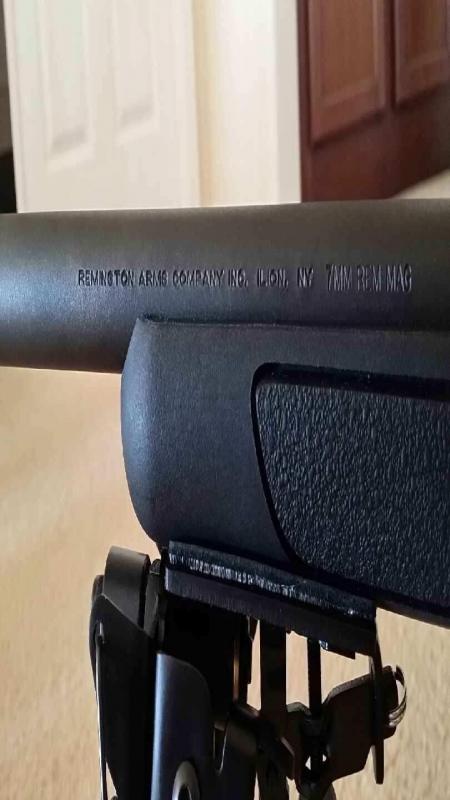 REMINGTON ARMS COMPANY INC. ILION, NY 7MM REM MAG